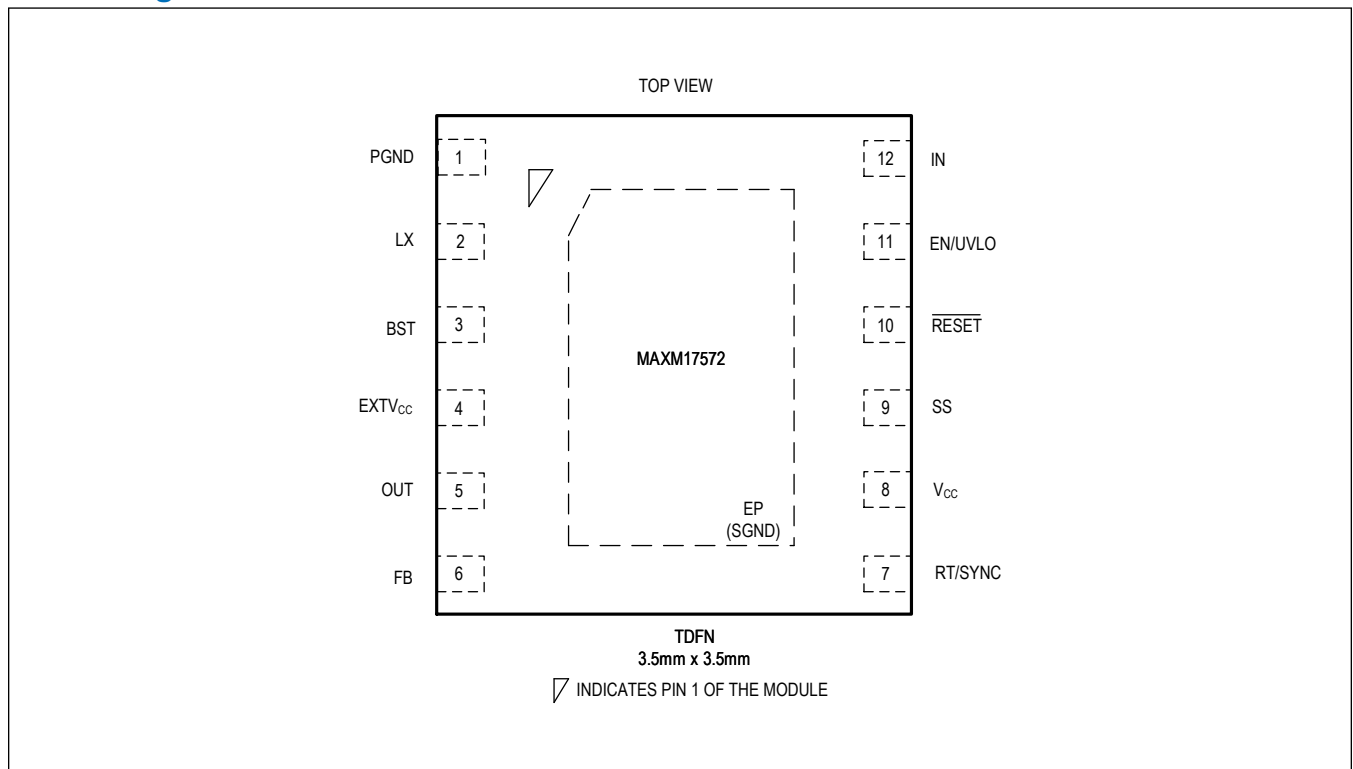 TOP VIEW
PGND 1
LX 2
BST 3
EXTVCC 4
OUT 5
FB 6
12 IN
11 EN/UVLO
10 RESET
9 SS
8 VCC
7 RT/SYNC
MAXM17572
EP
(SGND)
TDFN
3.5mm x 3.5mm
INDICATES PIN 1 OF THE MODULE